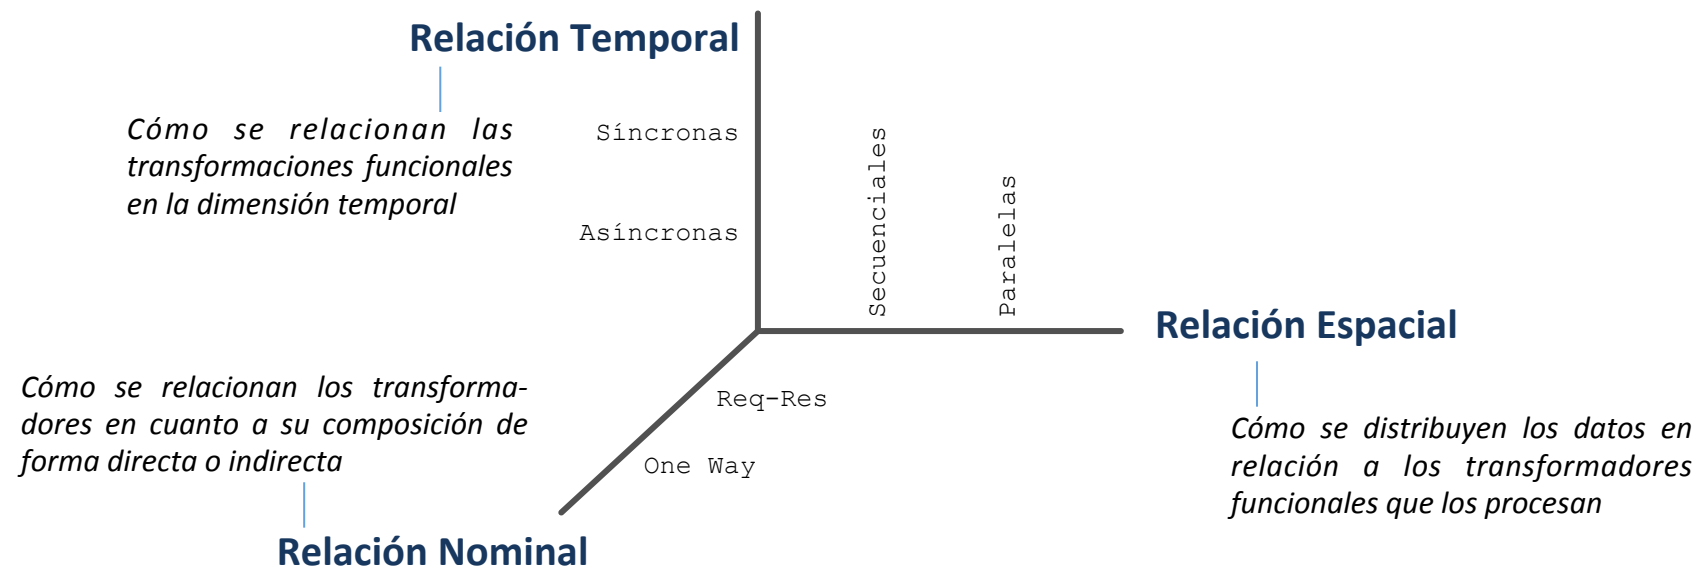 Relación Temporal
Cómo se relacionan las
transformaciones funcionales
en la dimensión temporal
Síncronas
Asíncronas
Secuenciales
Paralelas
Relación Espacial
Cómo se distribuyen los datos en
relación a los transformadores
funcionales que los procesan
Req-Res
One Way
Cómo se relacionan los transforma-
dores en cuanto a su composición de
forma directa o indirecta
Relación Nominal